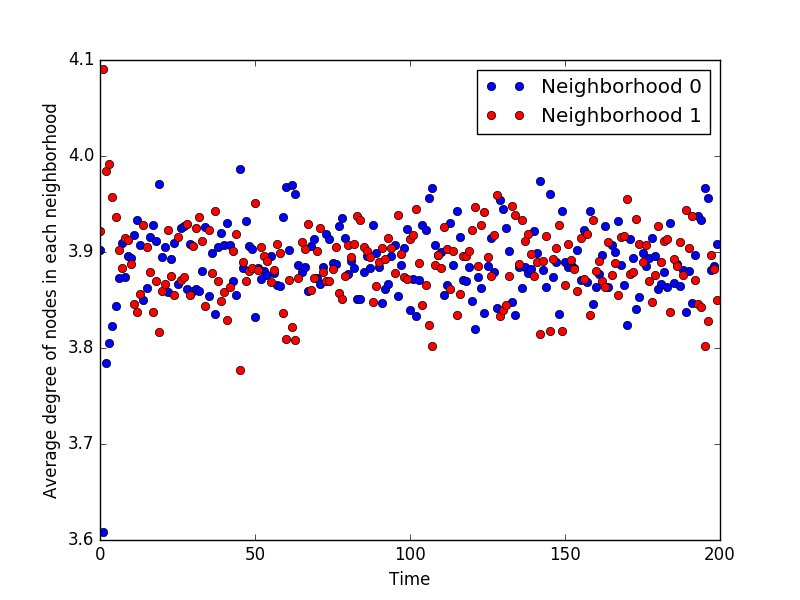 4.1
4.0
3.9
3.8
3.7
3.6
0
50
100
150
200
Time
Average degree of nodes in each neighborhood
Neighborhood 0
Neighborhood 1